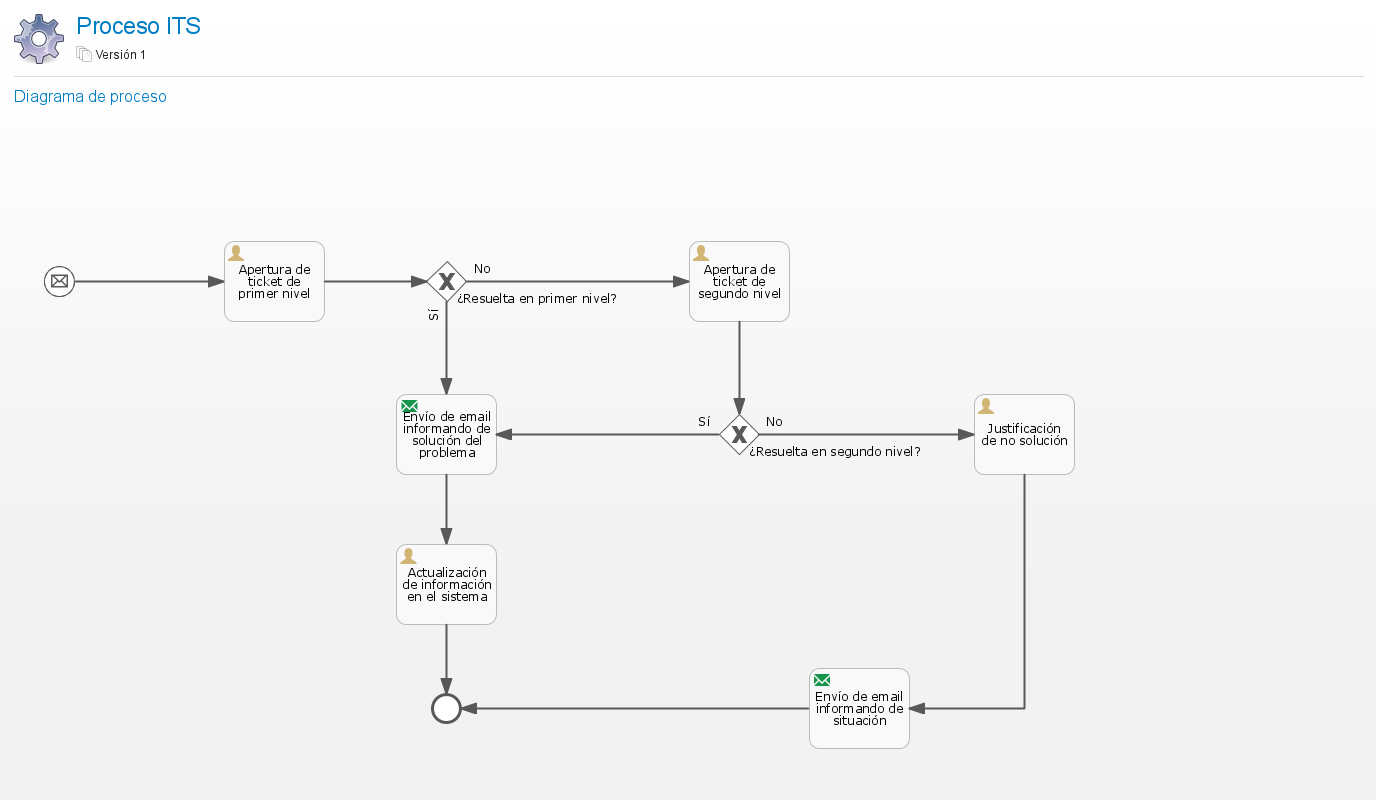 Proceso ITS
Versión 1
Diagrama de proceso
Apertura de
ticket de
primer nivel
No
¿Resuelta en primer nivel?
Sí
Apertura de
ticket de
segundo nivel
Envío de email
informando de
solución del
problema
Sí
No
¿Resuelta en segundo nivel?
Justificación
de no solución
Actualización
de información
en el sistema
Envío de email
informando de
situación